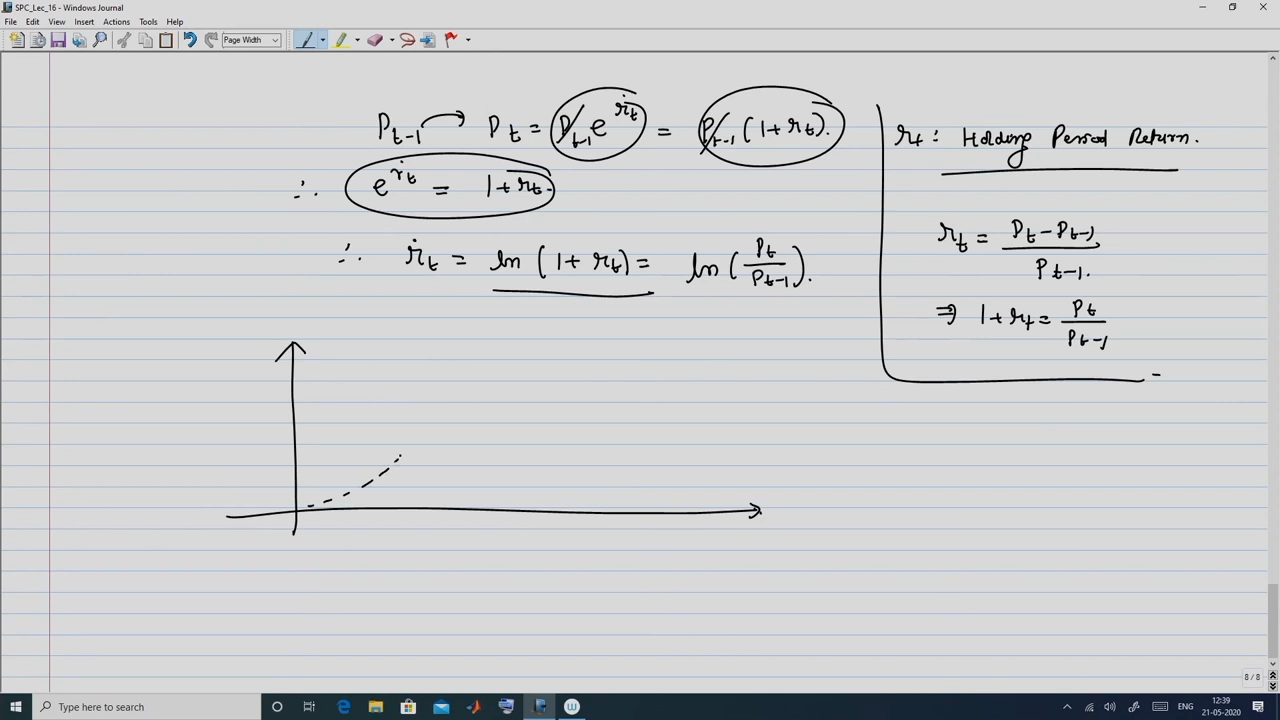 SPC_Lec_16 - Windows Journal
File Edit View Insert Actions Tools Help
Page Width
P_{t-1} → P_t = P_{t-1} e^{ṙ_t} = P_{t-1} (1 + r_t).
∴ e^{ṙ_t} = 1 + r_t.
∴ ṙ_t = ln (1 + r_t) = ln (P_t / P_{t-1}).
r_t : Holding Period Return.
r_t = (P_t - P_{t-1}) / P_{t-1}.
⇒ 1 + r_t = P_t / P_{t-1}
8 / 8
Type here to search
ENG
12:39
21-05-2020